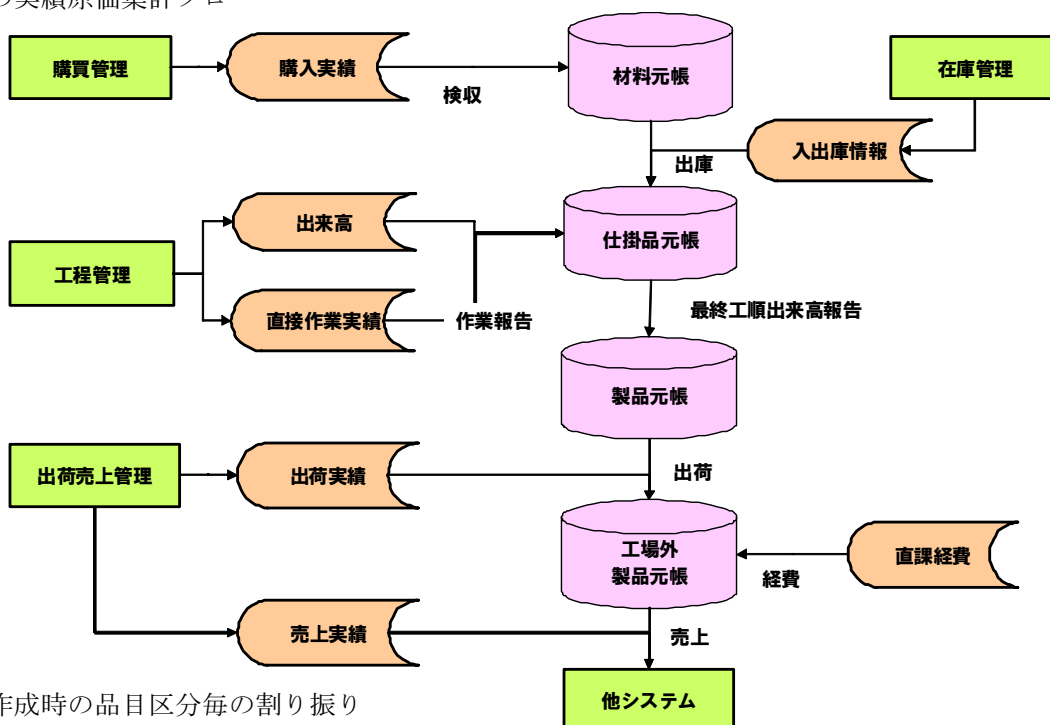 の実績原価集計フロー
購買管理
購入実績
検収
材料元帳
在庫管理
入出庫情報
出庫
出来高
仕掛品元帳
工程管理
直接作業実績
作業報告
最終工順出来高報告
製品元帳
出荷売上管理
出荷実績
出荷
工場外
製品元帳
経費
直課経費
売上実績
売上
他システム
作成時の品目区分毎の割り振り